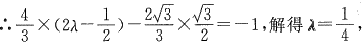 ∴ 4/3 × (2λ − 1/2) − 2√3/3 × √3/2 = −1, 解得 λ = 1/4,